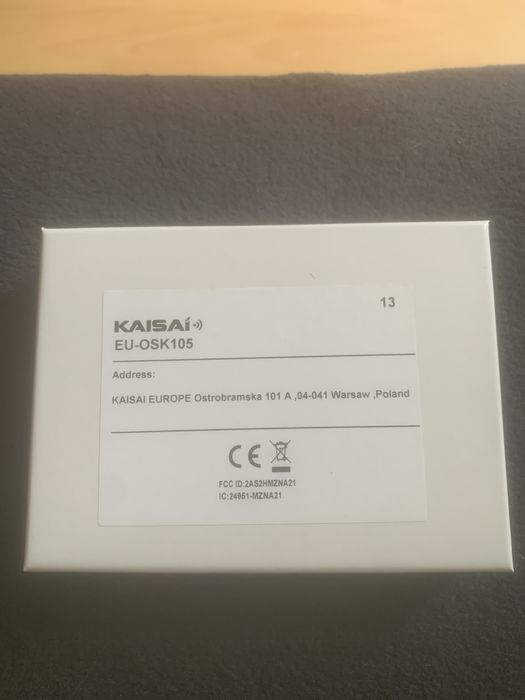 13
KAISAI
EU-OSK105
Address:
KAISAI EUROPE Ostrobramska 101 A ,04-041 Warsaw ,Poland
CE
FCC ID:2AS2HMZNA21
IC:24951-MZNA21